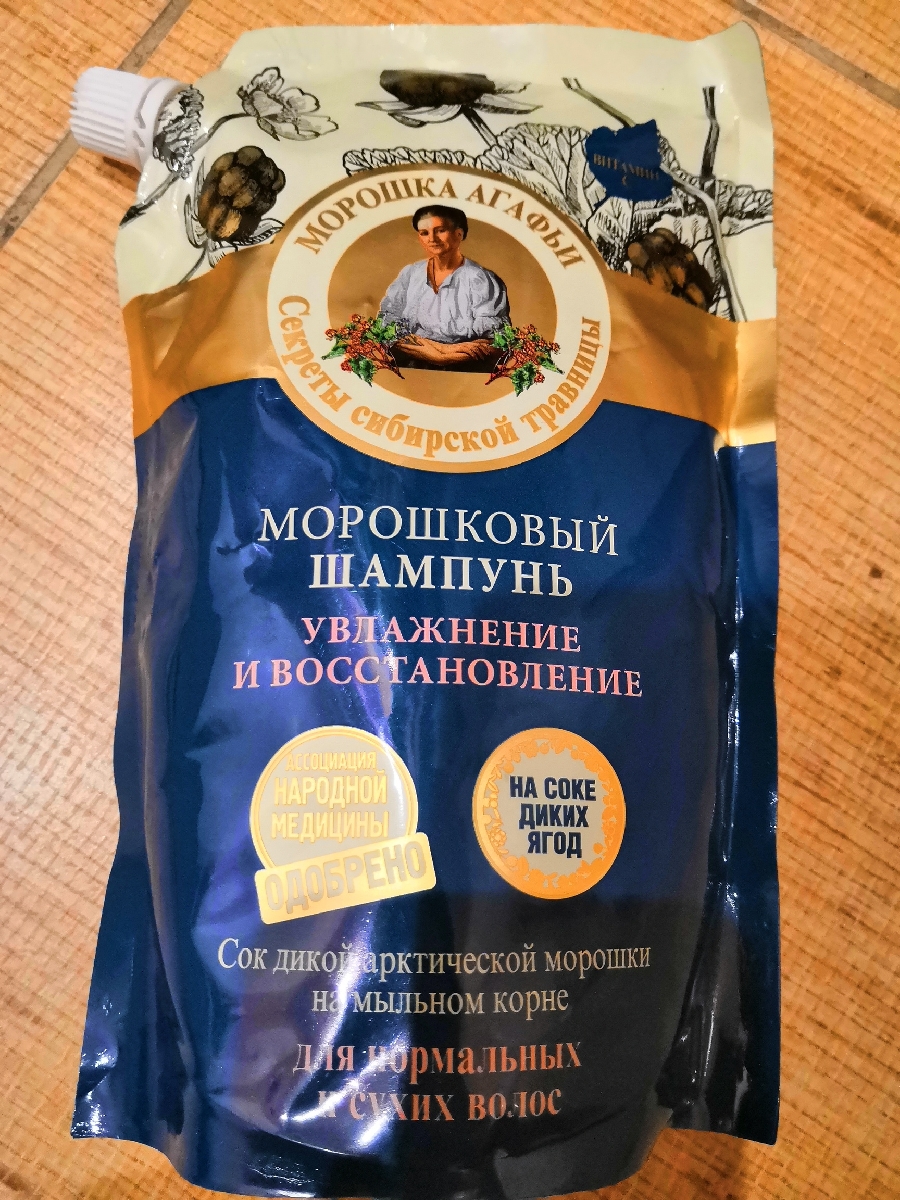 ВИТАМИН
С
МОРОШКА АГАФЬИ
Секреты сибирской травницы
МОРОШКОВЫЙ
ШАМПУНЬ
УВЛАЖНЕНИЕ
И ВОССТАНОВЛЕНИЕ
АССОЦИАЦИЯ
НАРОДНОЙ
МЕДИЦИНЫ
ОДОБРЕНО
НА СОКЕ
ДИКИХ
ЯГОД
Сок дикой арктической морошки
на мыльном корне
для нормальных
и сухих волос